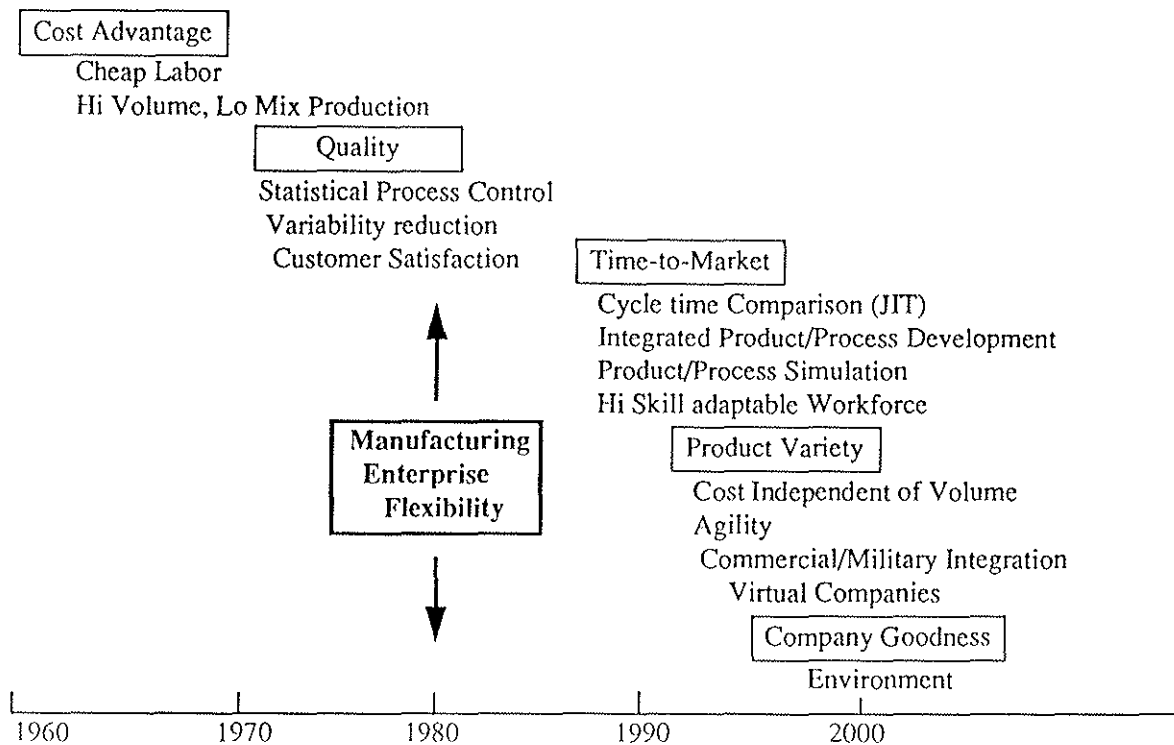 Cost Advantage
Cheap Labor
Hi Volume, Lo Mix Production
Quality
Statistical Process Control
Variability reduction
Customer Satisfaction
Time-to-Market
Cycle time Comparison (JIT)
Integrated Product/Process Development
Product/Process Simulation
Hi Skill adaptable Workforce
Manufacturing
Enterprise
Flexibility
Product Variety
Cost Independent of Volume
Agility
Commercial/Military Integration
Virtual Companies
Company Goodness
Environment
1960 1970 1980 1990 2000